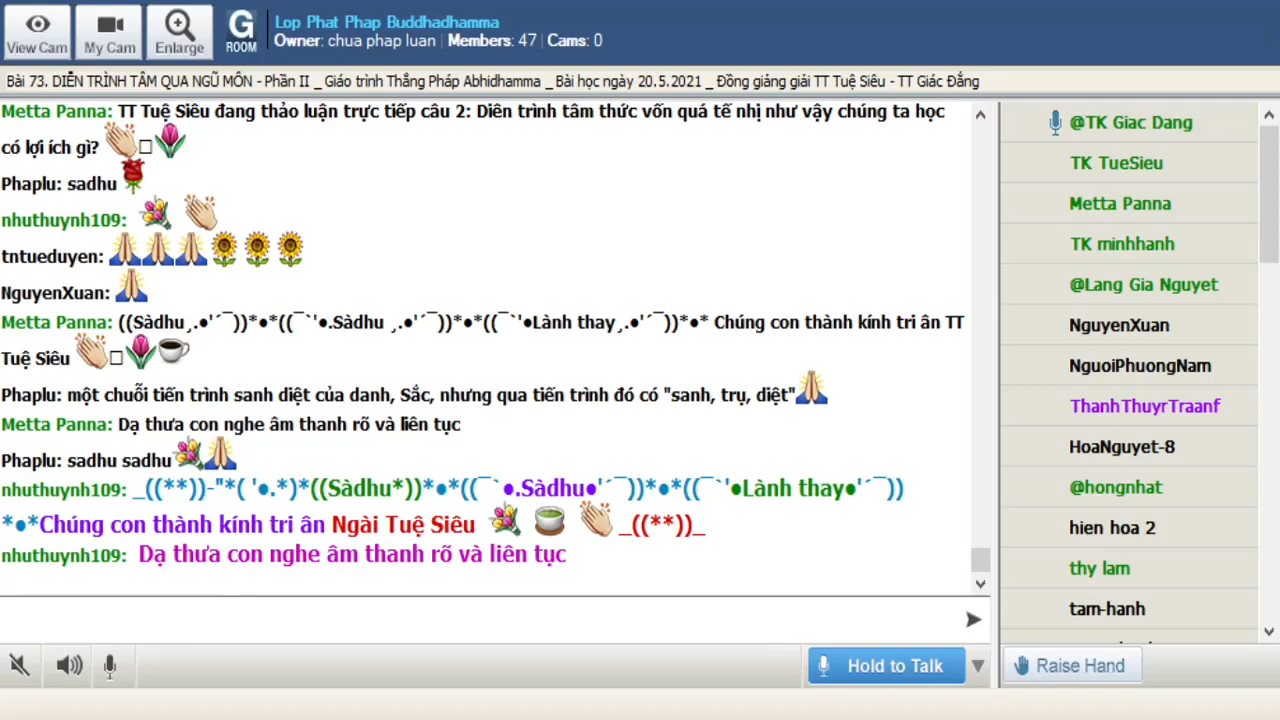 View Cam
My Cam
Enlarge
G
ROOM
Lop Phat Phap Buddhadhamma
Owner: chua phap luan | Members: 47 | Cams: 0
Bài 73. DIỄN TRÌNH TÂM QUA NGŨ MÔN - Phần II _ Giáo trình Thắng Pháp Abhidhamma _ Bài học ngày 20.5.2021 _ Đồng giảng giải TT Tuệ Siêu - TT Giác Đẳng
Metta Panna: TT Tuệ Siêu đang thảo luận trực tiếp câu 2: Diên trình tâm thức vốn quá tế nhị như vậy chúng ta học
có lợi ích gì?
Phaplu: sadhu
nhuthuynh109:
tntueduyen:
NguyenXuan:
Metta Panna: ((Sàdhu¸.●'´¯))*●*((¯`'●.Sàdhu ¸.●'´¯))*●*((¯`'●Lành thay¸.●'´¯))*●* Chúng con thành kính tri ân TT
Tuệ Siêu
Phaplu: một chuỗi tiến trình sanh diệt của danh, Sắc, nhưng qua tiến trình đó có "sanh, trụ, diệt"
Metta Panna: Dạ thưa con nghe âm thanh rõ và liên tục
Phaplu: sadhu sadhu
nhuthuynh109: _((**))-"*( '●.*)*((Sàdhu*))*●*((¯`●.Sàdhu●'´¯))*●*((¯`'●Lành thay●'´¯))
*●*Chúng con thành kính tri ân Ngài Tuệ Siêu _((**))_
nhuthuynh109: Dạ thưa con nghe âm thanh rõ và liên tục
Hold to Talk
@TK Giac Dang
TK TueSieu
Metta Panna
TK minhhanh
@Lang Gia Nguyet
NguyenXuan
NguoiPhuongNam
ThanhThuyrTraanf
HoaNguyet-8
@hongnhat
hien hoa 2
thy lam
tam-hanh
Raise Hand